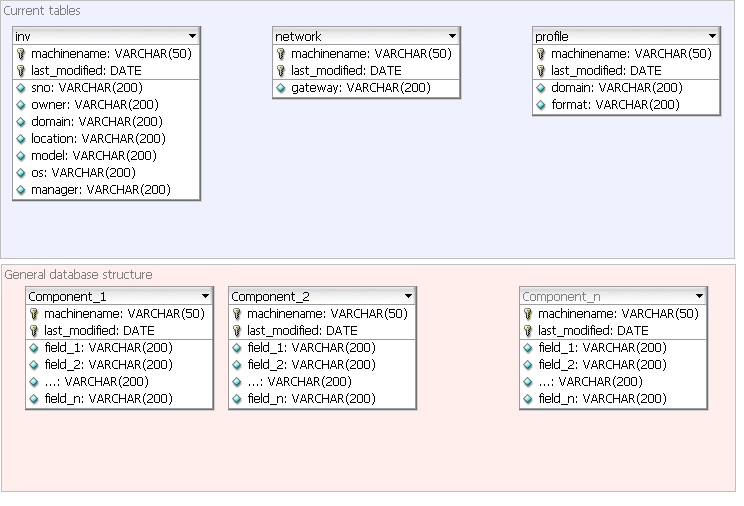 Current tables
inv
machinename: VARCHAR(50)
last_modified: DATE
sno: VARCHAR(200)
owner: VARCHAR(200)
domain: VARCHAR(200)
location: VARCHAR(200)
model: VARCHAR(200)
os: VARCHAR(200)
manager: VARCHAR(200)
network
machinename: VARCHAR(50)
last_modified: DATE
gateway: VARCHAR(200)
profile
machinename: VARCHAR(50)
last_modified: DATE
domain: VARCHAR(200)
format: VARCHAR(200)
General database structure
Component_1
machinename: VARCHAR(50)
last_modified: DATE
field_1: VARCHAR(200)
field_2: VARCHAR(200)
...: VARCHAR(200)
field_n: VARCHAR(200)
Component_2
machinename: VARCHAR(50)
last_modified: DATE
field_1: VARCHAR(200)
field_2: VARCHAR(200)
...: VARCHAR(200)
field_n: VARCHAR(200)
Component_n
machinename: VARCHAR(50)
last_modified: DATE
field_1: VARCHAR(200)
field_2: VARCHAR(200)
...: VARCHAR(200)
field_n: VARCHAR(200)